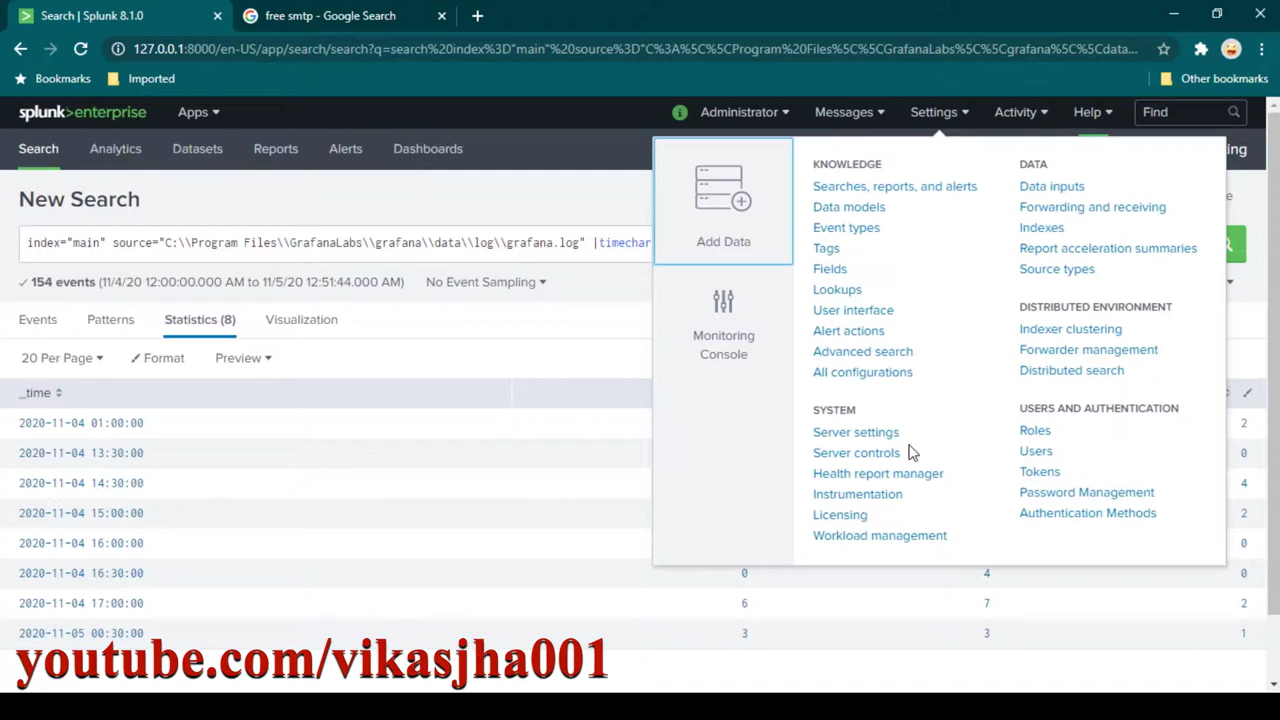 Search | Splunk 8.1.0
free smtp - Google Search
127.0.0.1:8000/en-US/app/search/search?q=search%20index%3D"main"%20source%3D"C%3A%5C%5CProgram%20Files%5C%5CGrafanaLabs%5C%5Cgrafana%5C%5Cdata...
Bookmarks Imported Other bookmarks
splunk>enterprise Apps Administrator Messages Settings Activity Help Find
Search Analytics Datasets Reports Alerts Dashboards
New Search
index="main" source="C:\\Program Files\\GrafanaLabs\\grafana\\data\\log\\grafana.log" |timechar
154 events (11/4/20 12:00:00.000 AM to 11/5/20 12:51:44.000 AM) No Event Sampling
Events Patterns Statistics (8) Visualization
20 Per Page Format Preview
_time
2020-11-04 01:00:00 2
2020-11-04 13:30:00 0
2020-11-04 14:30:00 4
2020-11-04 15:00:00 2
2020-11-04 16:00:00 0
2020-11-04 16:30:00 0 4 0
2020-11-04 17:00:00 6 7 2
2020-11-05 00:30:00 3 3 1
Add Data
Monitoring
Console
KNOWLEDGE
Searches, reports, and alerts
Data models
Event types
Tags
Fields
Lookups
User interface
Alert actions
Advanced search
All configurations
SYSTEM
Server settings
Server controls
Health report manager
Instrumentation
Licensing
Workload management
DATA
Data inputs
Forwarding and receiving
Indexes
Report acceleration summaries
Source types
DISTRIBUTED ENVIRONMENT
Indexer clustering
Forwarder management
Distributed search
USERS AND AUTHENTICATION
Roles
Users
Tokens
Password Management
Authentication Methods
youtube.com/vikasjha001